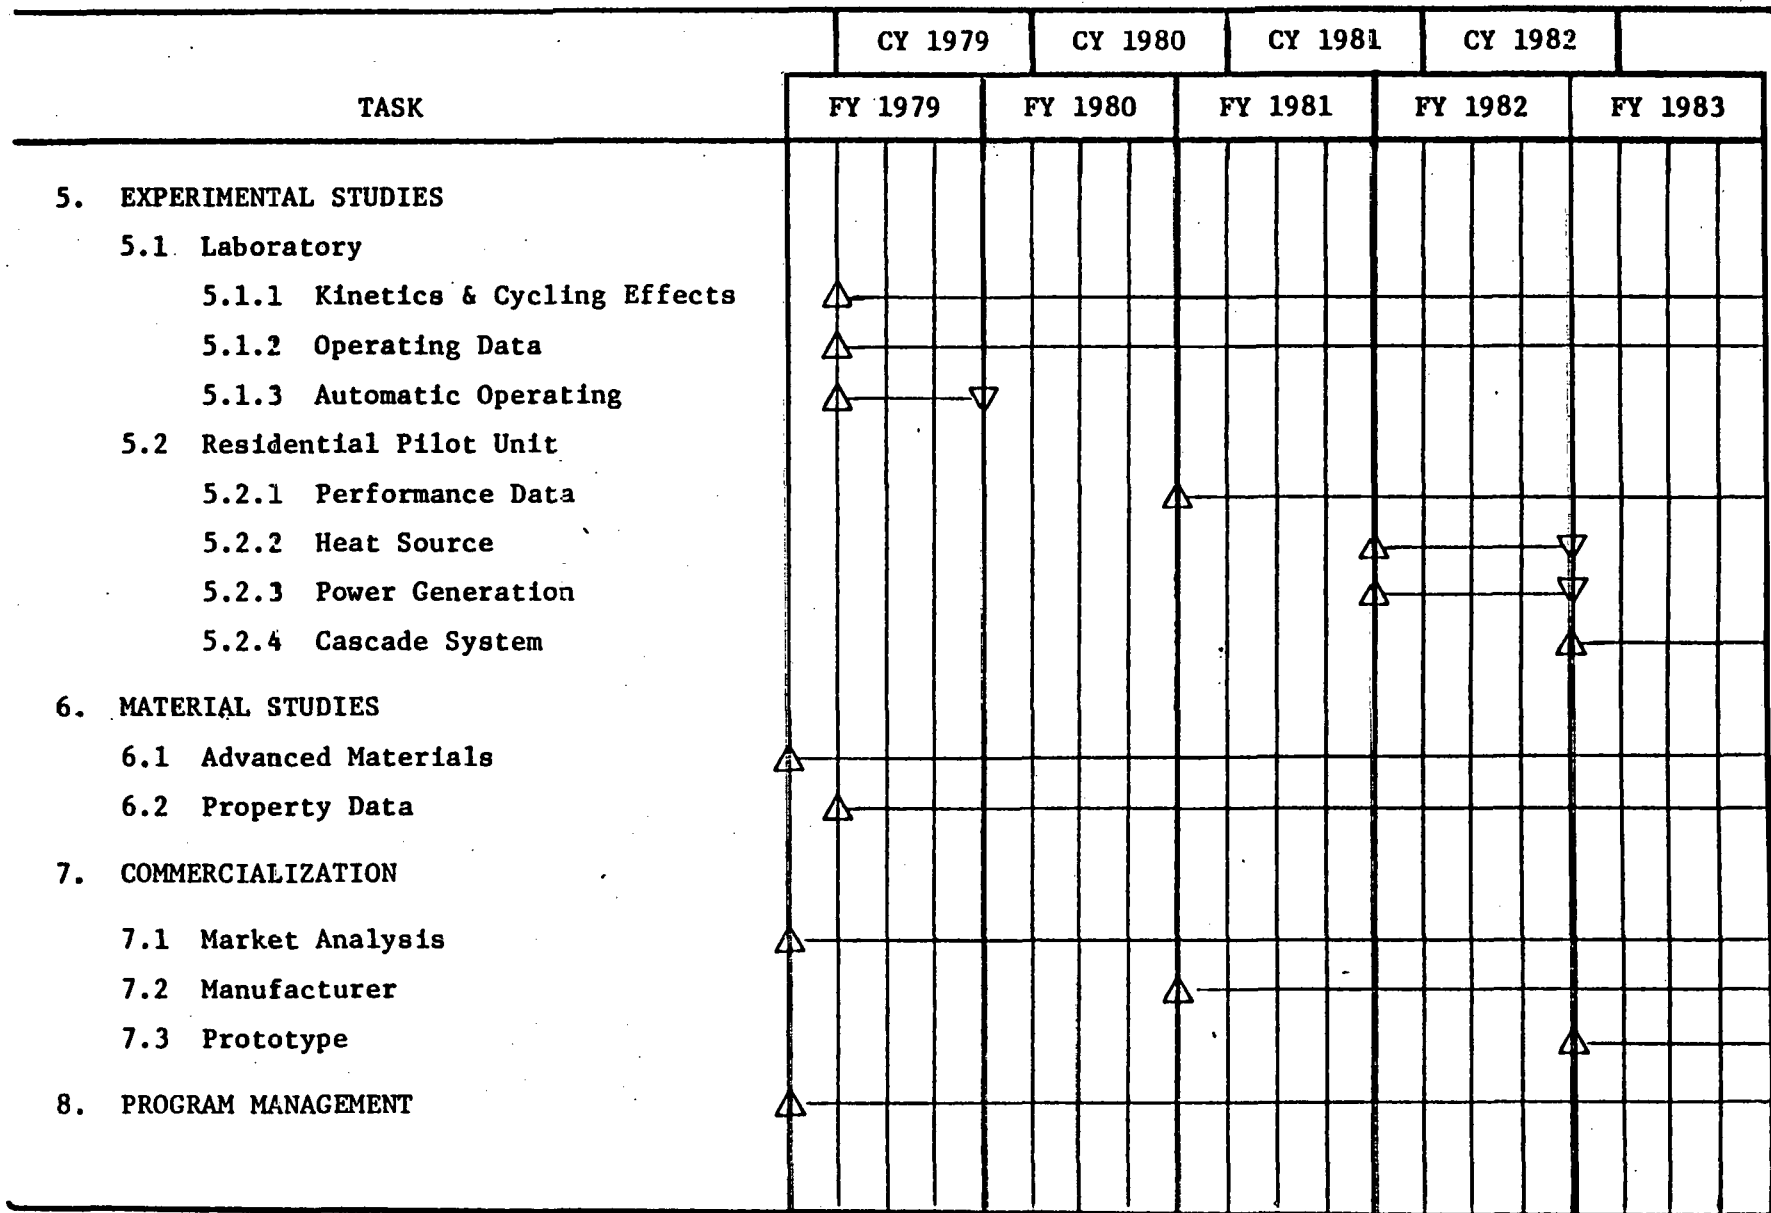 CY 1979 CY 1980 CY 1981 CY 1982
TASK FY 1979 FY 1980 FY 1981 FY 1982 FY 1983
5. EXPERIMENTAL STUDIES
5.1 Laboratory
5.1.1 Kinetics & Cycling Effects
5.1.2 Operating Data
5.1.3 Automatic Operating
5.2 Residential Pilot Unit
5.2.1 Performance Data
5.2.2 Heat Source
5.2.3 Power Generation
5.2.4 Cascade System
6. MATERIAL STUDIES
6.1 Advanced Materials
6.2 Property Data
7. COMMERCIALIZATION
7.1 Market Analysis
7.2 Manufacturer
7.3 Prototype
8. PROGRAM MANAGEMENT